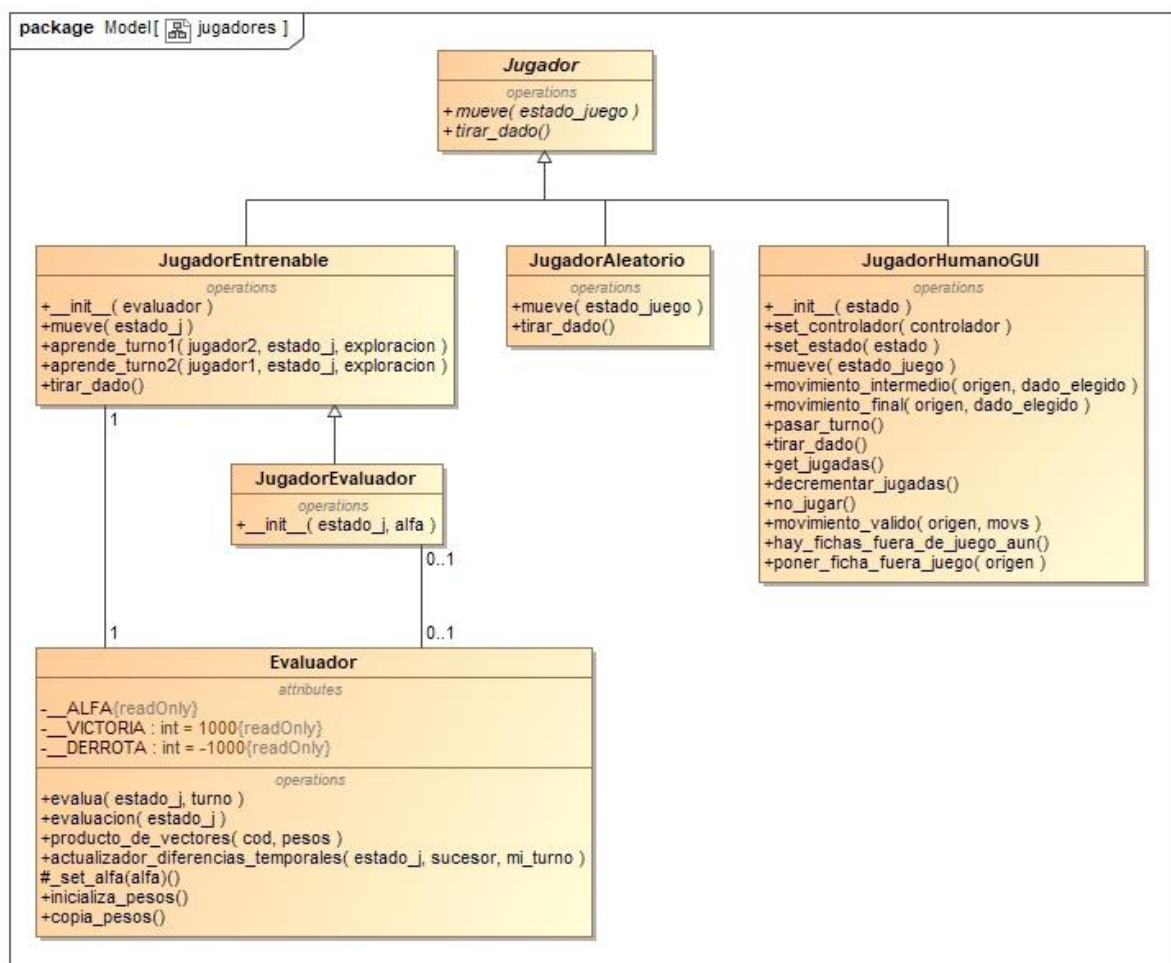 package Model[ jugadores ]
Jugador
operations
+mueve( estado_juego )
+tirar_dado()
JugadorEntrenable
operations
+__init__( evaluador )
+mueve( estado_j )
+aprende_turno1( jugador2, estado_j, exploracion )
+aprende_turno2( jugador1, estado_j, exploracion )
+tirar_dado()
JugadorAleatorio
operations
+mueve( estado_juego )
+tirar_dado()
JugadorHumanoGUI
operations
+__init__( estado )
+set_controlador( controlador )
+set_estado( estado )
+mueve( estado_juego )
+movimiento_intermedio( origen, dado_elegido )
+movimiento_final( origen, dado_elegido )
+pasar_turno()
+tirar_dado()
+get_jugadas()
+decrementar_jugadas()
+no_jugar()
+movimiento_valido( origen, movs )
+hay_fichas_fuera_de_juego_aun()
+poner_ficha_fuera_juego( origen )
1
JugadorEvaluador
operations
+__init__( estado_j, alfa )
0..1
1
0..1
Evaluador
attributes
-__ALFA{readOnly}
-__VICTORIA : int = 1000{readOnly}
-__DERROTA : int = -1000{readOnly}
operations
+evalua( estado_j, turno )
+evaluacion( estado_j )
+producto_de_vectores( cod, pesos )
+actualizador_diferencias_temporales( estado_j, sucesor, mi_turno )
#_set_alfa(alfa)()
+inicializa_pesos()
+copia_pesos()